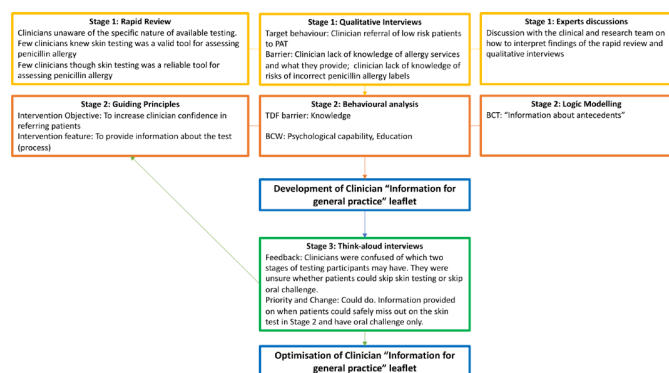 Stage 1: Rapid Review
Clinicians unaware of the specific nature of available testing.
Few clinicians knew skin testing was a valid tool for assessing
penicillin allergy
Few clinicians though skin testing was a reliable tool for
assessing penicillin allergy
Stage 1: Qualitative Interviews
Target behaviour: Clinician referral of low risk patients
to PAT
Barrier: Clinician lack of knowledge of allergy services
and what they provide; clinician lack of knowledge of
risks of incorrect penicillin allergy labels
Stage 1: Experts discussions
Discussion with the clinical and research team on
how to interpret findings of the rapid review and
qualitative interviews
Stage 2: Guiding Principles
Intervention Objective: To increase clinician confidence in
referring patients
Intervention feature: To provide information about the test
(process)
Stage 2: Behavioural analysis
TDF barrier: Knowledge
BCW: Psychological capability, Education
Stage 2: Logic Modelling
BCT: "Information about antecedents"
Development of Clinician "Information for
general practice" leaflet
Stage 3: Think-aloud interviews
Feedback: Clinicians were confused of which two
stages of testing participants may have. They were
unsure whether patients could skip skin testing or skip
oral challenge.
Priority and Change: Could do. Information provided
on when patients could safely miss out on the skin
test in Stage 2 and have oral challenge only.
Optimisation of Clinician "Information for
general practice" leaflet